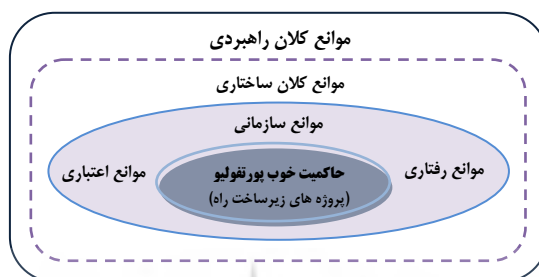 موانع کلان راهبردی
موانع کلان ساختاری
موانع سازمانی
موانع رفتاری
حاکمیت خوب پورتفولیو
(پروژه های زیرساخت راه)
موانع اعتباری